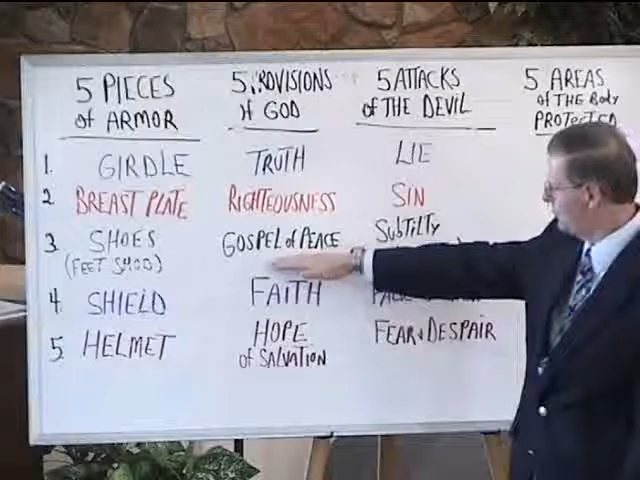 5 PIECES
of ARMOR
5 PROVISIONS
of GOD
5 ATTACKS
of THE DEVIL
5 AREAS
of THE BODY
PROTECTED
1. GIRDLE TRUTH LIE
2. BREAST PLATE RIGHTEOUSNESS SIN
3. SHOES GOSPEL of PEACE SUBTILTY
(FEET SHOD)
4. SHIELD FAITH
5. HELMET HOPE FEAR & DESPAIR
of SALVATION